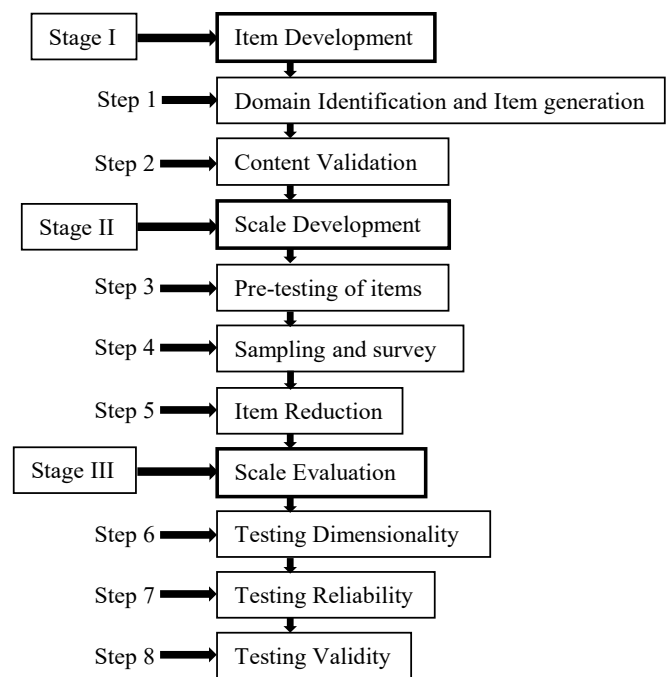 Stage I
Item Development
Step 1
Domain Identification and Item generation
Step 2
Content Validation
Stage II
Scale Development
Step 3
Pre-testing of items
Step 4
Sampling and survey
Step 5
Item Reduction
Stage III
Scale Evaluation
Step 6
Testing Dimensionality
Step 7
Testing Reliability
Step 8
Testing Validity